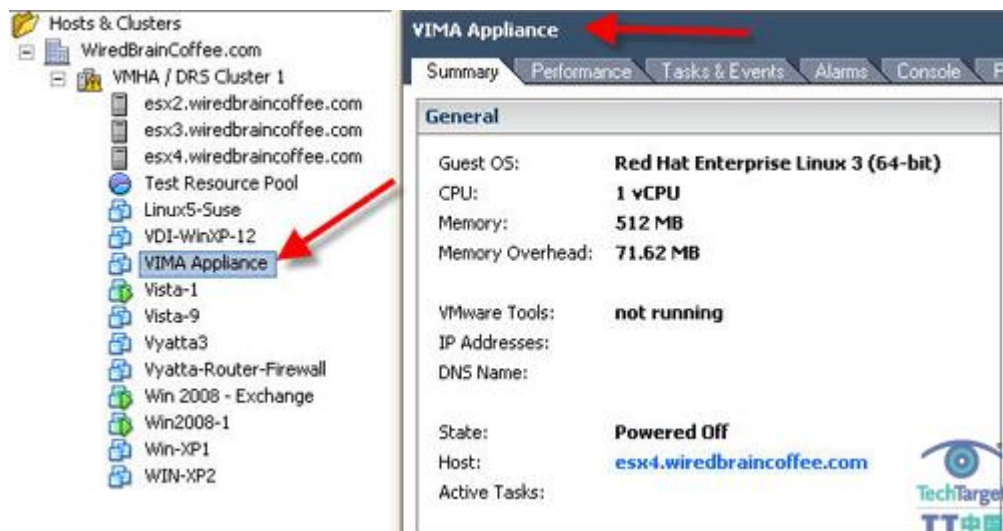 Hosts & Clusters
WiredBrainCoffee.com
VMHA / DRS Cluster 1
esx2.wiredbraincoffee.com
esx3.wiredbraincoffee.com
esx4.wiredbraincoffee.com
Test Resource Pool
Linux5-Suse
VDI-WinXP-12
VIMA Appliance
Vista-1
Vista-9
Vyatta3
Vyatta-Router-Firewall
Win 2008 - Exchange
Win2008-1
Win-XP1
WIN-XP2
VIMA Appliance
Summary Performance Tasks & Events Alarms Console
General
Guest OS: Red Hat Enterprise Linux 3 (64-bit)
CPU: 1 vCPU
Memory: 512 MB
Memory Overhead: 71.62 MB
VMware Tools: not running
IP Addresses:
DNS Name:
State: Powered Off
Host: esx4.wiredbraincoffee.com
Active Tasks:
TechTarget